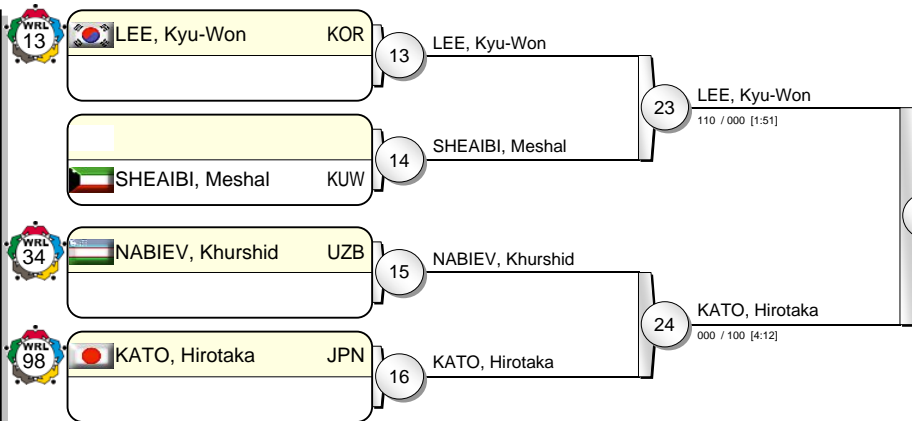 WRL
13
LEE, Kyu-Won KOR
13
LEE, Kyu-Won
23
LEE, Kyu-Won
110 / 000 [1:51]
14
SHEAIBI, Meshal
SHEAIBI, Meshal KUW
WRL
34
NABIEV, Khurshid UZB
15
NABIEV, Khurshid
24
KATO, Hirotaka
000 / 100 [4:12]
WRL
98
KATO, Hirotaka JPN
16
KATO, Hirotaka